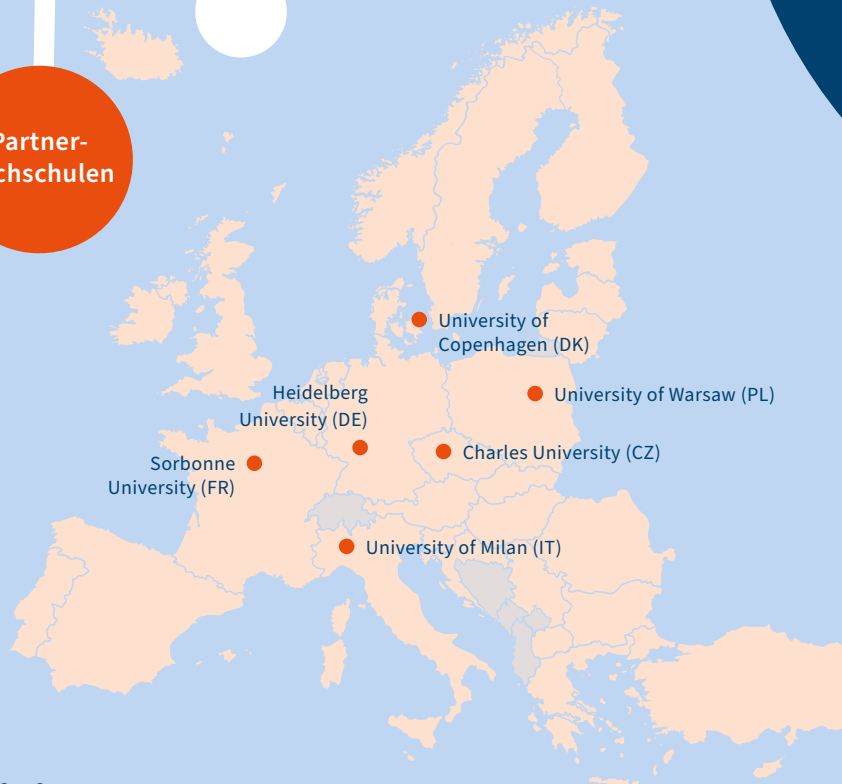 Partner-
chschulen
University of
Copenhagen (DK)
Heidelberg
University (DE)
University of Warsaw (PL)
Charles University (CZ)
Sorbonne
University (FR)
University of Milan (IT)